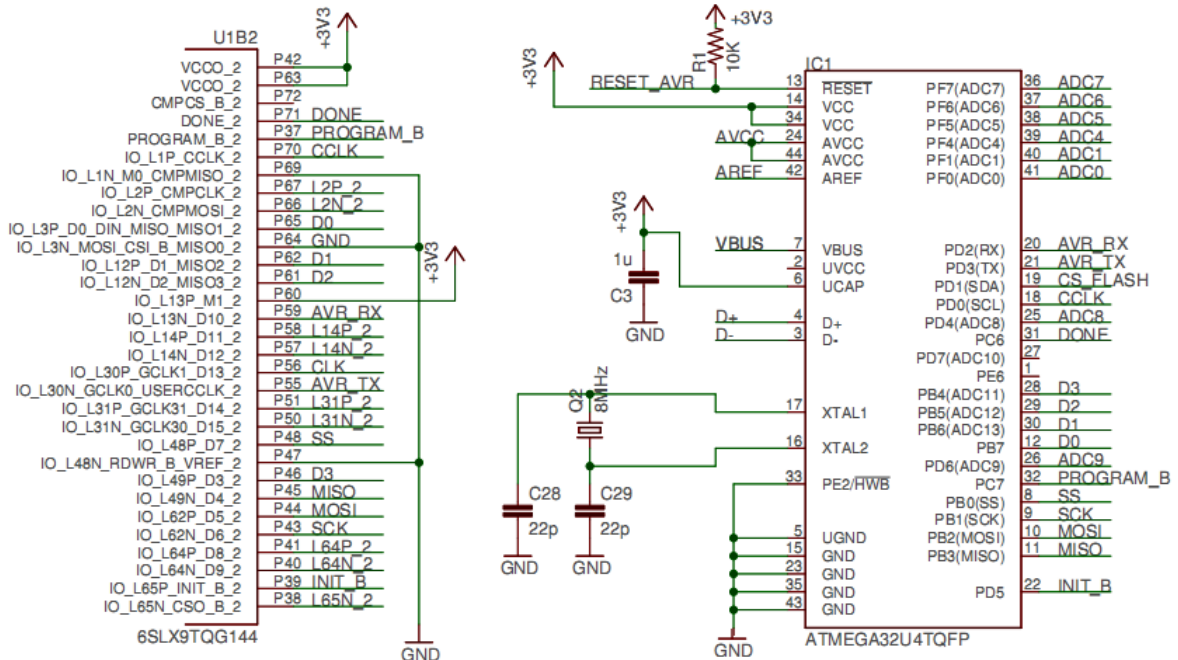 +3V3
U1B2
VCCO_2 P42
VCCO_2 P63
CMPCS_B_2 P72
DONE_2 P71 DONE
PROGRAM_B_2 P37 PROGRAM_B
IO_L1P_CCLK_2 P70 CCLK
IO_L1N_M0_CMPMISO_2 P69
IO_L2P_CMPCLK_2 P67 L2P_2
IO_L2N_CMPMOSI_2 P66 L2N_2
IO_L3P_D0_DIN_MISO_MISO1_2 P65 D0
IO_L3N_MOSI_CSI_B_MISO0_2 P64 GND
+3V3
IO_L12P_D1_MISO2_2 P62 D1
IO_L12N_D2_MISO3_2 P61 D2
IO_L13P_M1_2 P60
IO_L13N_D10_2 P59 AVR_RX
IO_L14P_D11_2 P58 L14P_2
IO_L14N_D12_2 P57 L14N_2
IO_L30P_GCLK1_D13_2 P56 CLK
IO_L30N_GCLK0_USERCCLK_2 P55 AVR_TX
IO_L31P_GCLK31_D14_2 P51 L31P_2
IO_L31N_GCLK30_D15_2 P50 L31N_2
IO_L48P_D7_2 P48 SS
IO_L48N_RDWR_B_VREF_2 P47
IO_L49P_D3_2 P46 D3
IO_L49N_D4_2 P45 MISO
IO_L62P_D5_2 P44 MOSI
IO_L62N_D6_2 P43 SCK
IO_L64P_D8_2 P41 L64P_2
IO_L64N_D9_2 P40 L64N_2
IO_L65P_INIT_B_2 P39 INIT_B
IO_L65N_CSO_B_2 P38 L65N_2
6SLX9TQG144
GND
+3V3
R1
10K
+3V3
IC1
RESET_AVR 13 RESET PF7(ADC7) 36 ADC7
14 VCC PF6(ADC6) 37 ADC6
34 VCC PF5(ADC5) 38 ADC5
AVCC 24 AVCC PF4(ADC4) 39 ADC4
44 AVCC PF1(ADC1) 40 ADC1
AREF 42 AREF PF0(ADC0) 41 ADC0
+3V3
1u
C3
GND
VBUS 7 VBUS PD2(RX) 20 AVR_RX
2 UVCC PD3(TX) 21 AVR_TX
6 UCAP PD1(SDA) 19 CS_FLASH
PD0(SCL) 18 CCLK
D+ 4 D+ PD4(ADC8) 25 ADC8
D- 3 D- PC6 31 DONE
PD7(ADC10) 27
PE6 1
Q2
8MHz
PB4(ADC11) 28 D3
17 XTAL1 PB5(ADC12) 29 D2
PB6(ADC13) 30 D1
16 XTAL2 PB7 12 D0
PD6(ADC9) 26 ADC9
33 PE2/HWB PC7 32 PROGRAM_B
C28
22p
GND
C29
22p
GND
PB0(SS) 8 SS
PB1(SCK) 9 SCK
5 UGND PB2(MOSI) 10 MOSI
15 GND PB3(MISO) 11 MISO
23 GND
35 GND PD5 22 INIT_B
43 GND
GND
ATMEGA32U4TQFP